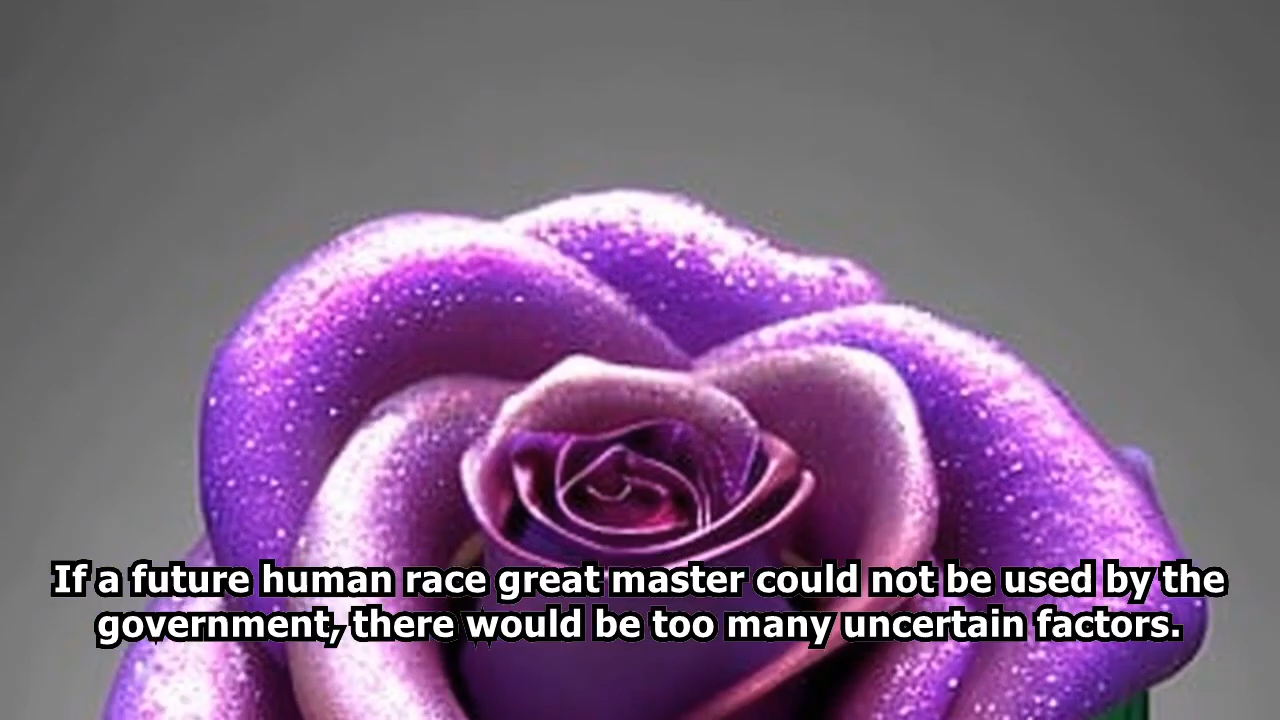 If a future human race great master could not be used by the
government, there would be too many uncertain factors.